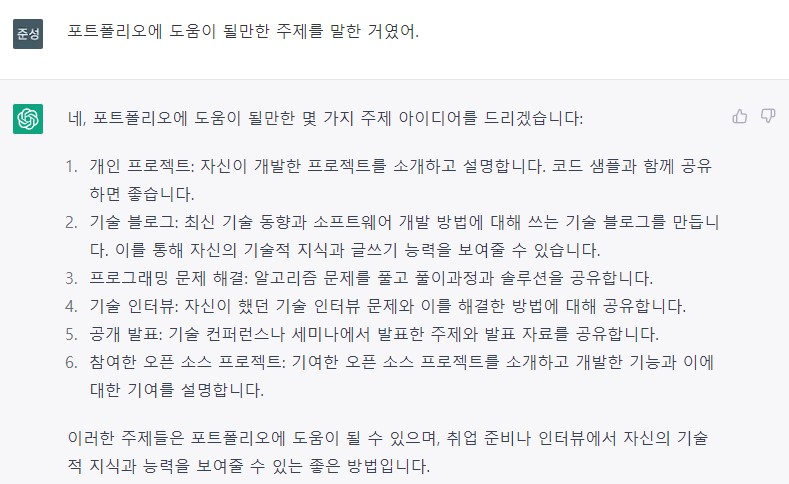 준성
포트폴리오에 도움이 될만한 주제를 말한 거였어.
네, 포트폴리오에 도움이 될만한 몇 가지 주제 아이디어를 드리겠습니다:
1. 개인 프로젝트: 자신이 개발한 프로젝트를 소개하고 설명합니다. 코드 샘플과 함께 공유
하면 좋습니다.
2. 기술 블로그: 최신 기술 동향과 소프트웨어 개발 방법에 대해 쓰는 기술 블로그를 만듭니
다. 이를 통해 자신의 기술적 지식과 글쓰기 능력을 보여줄 수 있습니다.
3. 프로그래밍 문제 해결: 알고리즘 문제를 풀고 풀이과정과 솔루션을 공유합니다.
4. 기술 인터뷰: 자신이 했던 기술 인터뷰 문제와 이를 해결한 방법에 대해 공유합니다.
5. 공개 발표: 기술 컨퍼런스나 세미나에서 발표한 주제와 발표 자료를 공유합니다.
6. 참여한 오픈 소스 프로젝트: 기여한 오픈 소스 프로젝트를 소개하고 개발한 기능과 이에
대한 기여를 설명합니다.
이러한 주제들은 포트폴리오에 도움이 될 수 있으며, 취업 준비나 인터뷰에서 자신의 기술
적 지식과 능력을 보여줄 수 있는 좋은 방법입니다.